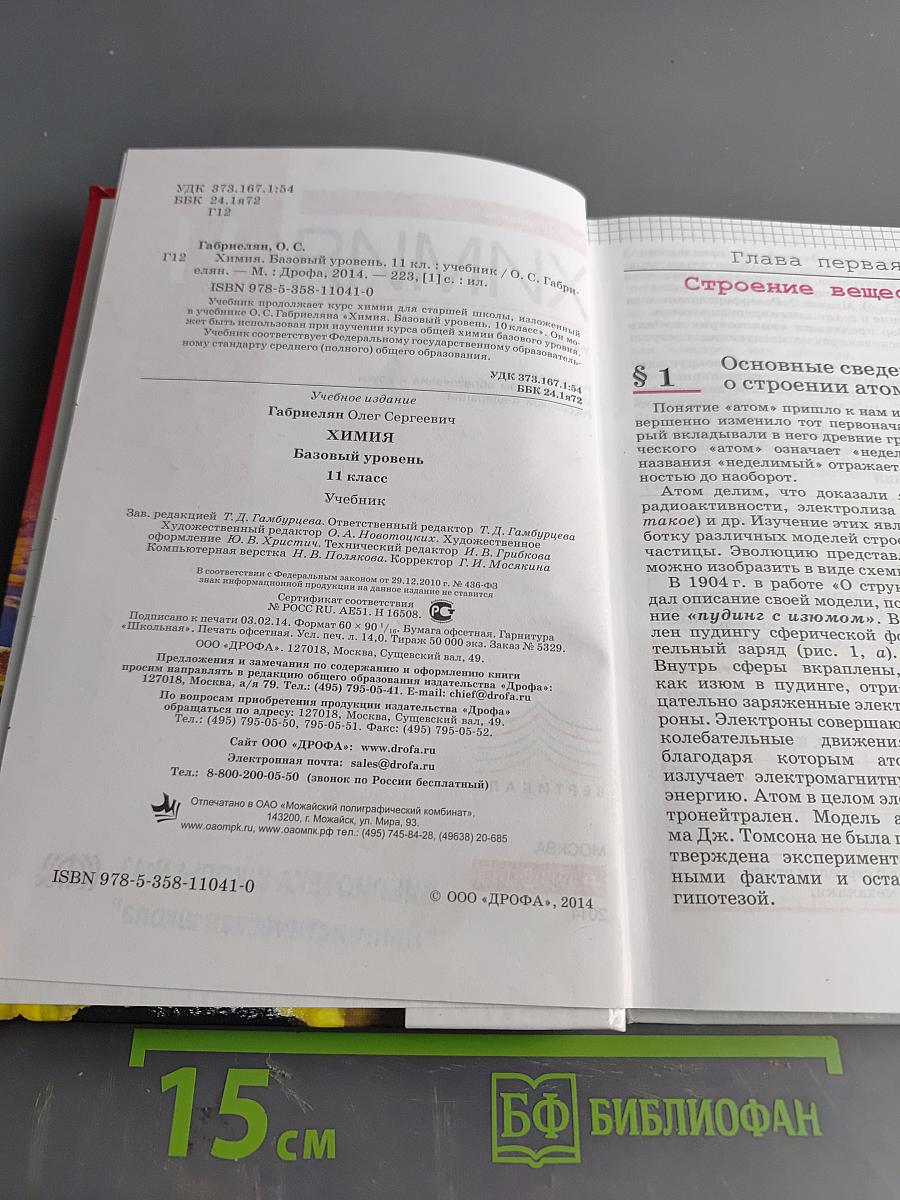 УДК 373.167.1:54
ББК 24.1я72
Г12
Габриелян, О. С.
Г12 Химия. Базовый уровень. 11 кл. : учебник / О. С. Габри-
елян. — М. : Дрофа, 2014. — 223, [1] с. : ил.
ISBN 978-5-358-11041-0
Учебник продолжает курс химии для старшей школы, изложенный
в учебнике О. С. Габриеляна «Химия. Базовый уровень. 10 класс». Он мо-
жет быть использован при изучении курса общей химии базового уровня.
Учебник соответствует Федеральному государственному образователь-
ному стандарту среднего (полного) общего образования.
УДК 373.167.1:54
ББК 24.1я72
Учебное издание
Габриелян Олег Сергеевич
ХИМИЯ
Базовый уровень
11 класс
Учебник
Зав. редакцией Т. Д. Гамбурцева. Ответственный редактор Т. Д. Гамбурцева
Художественный редактор О. А. Новотоцких. Художественное
оформление Ю. В. Христич. Технический редактор И. В. Грибкова
Компьютерная верстка Н. В. Полякова. Корректор Г. И. Мосякина
В соответствии с Федеральным законом от 29.12.2010 г. № 436-ФЗ
знак информационной продукции на данное издание не ставится
Сертификат соответствия
№ РОСС RU. АЕ51. Н 16508.
Подписано к печати 03.02.14. Формат 60 × 90 1/16. Бумага офсетная. Гарнитура
«Школьная». Печать офсетная. Усл. печ. л. 14,0. Тираж 50 000 экз. Заказ № 5329.
ООО «ДРОФА». 127018, Москва, Сущевский вал, 49.
Предложения и замечания по содержанию и оформлению книги
просим направлять в редакцию общего образования издательства «Дрофа»:
127018, Москва, а/я 79. Тел.: (495) 795-05-41. E-mail: chief@drofa.ru
По вопросам приобретения продукции издательства «Дрофа»
обращаться по адресу: 127018, Москва, Сущевский вал, 49.
Тел.: (495) 795-05-50, 795-05-51. Факс: (495) 795-05-52.
Сайт ООО «ДРОФА»: www.drofa.ru
Электронная почта: sales@drofa.ru
Тел.: 8-800-200-05-50 (звонок по России бесплатный)
Отпечатано в ОАО «Можайский полиграфический комбинат».
143200, г. Можайск, ул. Мира, 93.
www.oaompk.ru, www.оаомпк.рф тел.: (495) 745-84-28, (49638) 20-685
ISBN 978-5-358-11041-0
© ООО «ДРОФА», 2014
Глава первая
Строение вещес
§ 1
Основные сведе
о строении атом
Понятие «атом» пришло к нам и
вершенно изменило тот первонача
рый вкладывали в него древние гр
ческого «атом» означает «недел
названия «неделимый» отражает
ностью до наоборот.
Атом делим, что доказали
радиоактивности, электролиза
такое) и др. Изучение этих явл
ботку различных моделей строе
частицы. Эволюцию представл
можно изобразить в виде схемы
В 1904 г. в работе «О струк
дал описание своей модели, по
ние «пудинг с изюмом». В
лен пудингу сферической фо
тельный заряд (рис. 1, а).
Внутрь сферы вкраплены,
как изюм в пудинге, отри
цательно заряженные элект
роны. Электроны совершаю
колебательные движени
благодаря которым ато
излучает электромагнитну
энергию. Атом в целом эле
тронейтрален. Модель а
ма Дж. Томсона не была п
тверждена эксперимент
ными фактами и оста
гипотезой.
15 см
БФ БИБЛИОФАН